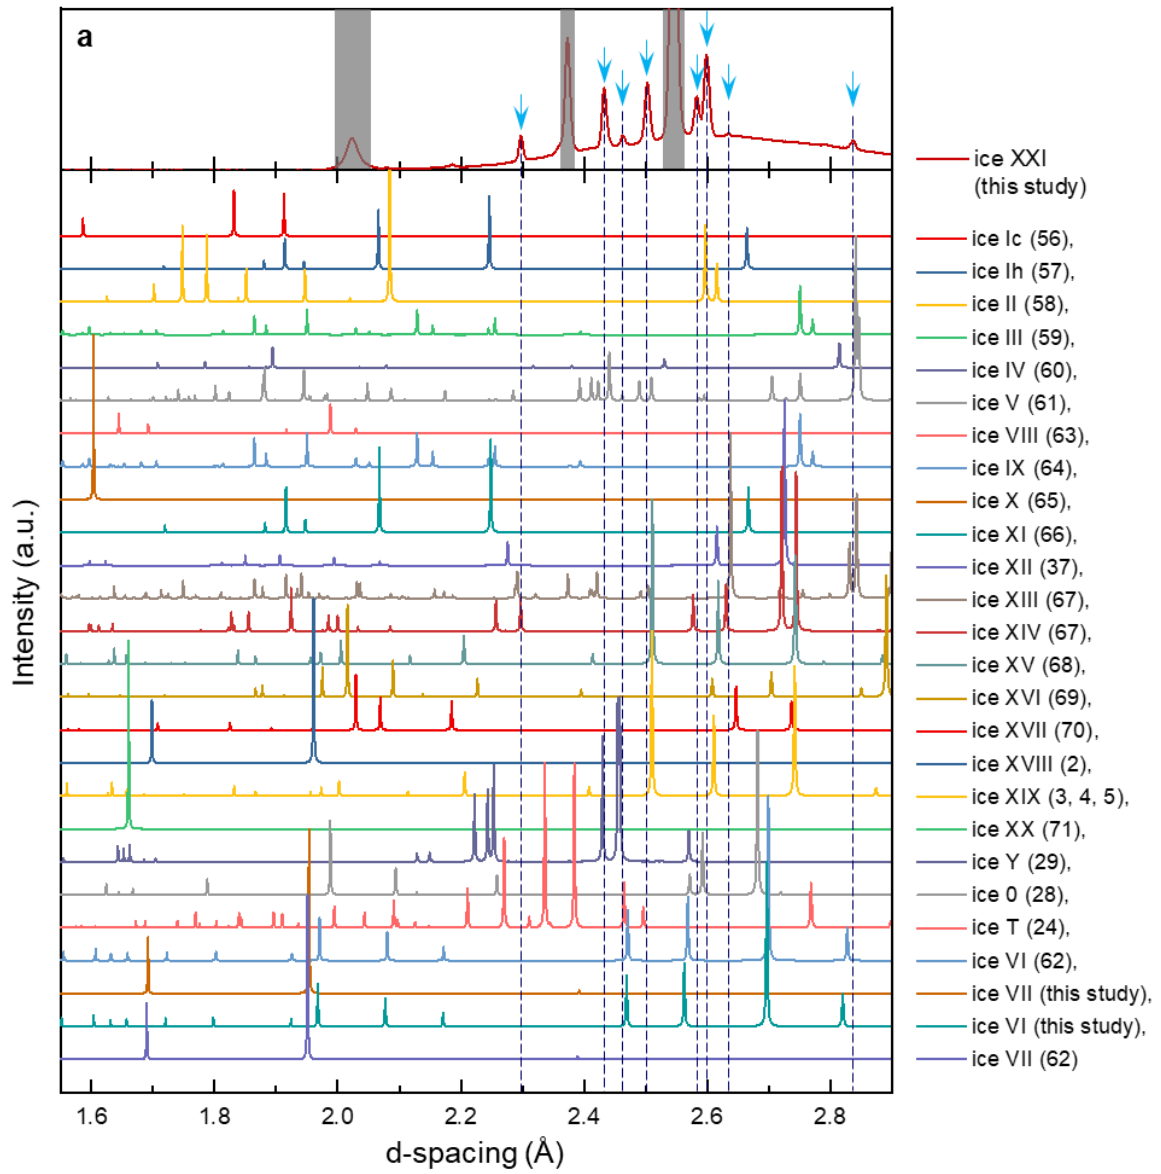 a
ice XXI
(this study)
ice Ic (56),
ice Ih (57),
ice II (58),
ice III (59),
ice IV (60),
ice V (61),
ice VIII (63),
ice IX (64),
ice X (65),
ice XI (66),
ice XII (37),
ice XIII (67),
ice XIV (67),
ice XV (68),
ice XVI (69),
ice XVII (70),
ice XVIII (2),
ice XIX (3, 4, 5),
ice XX (71),
ice Y (29),
ice 0 (28),
ice T (24),
ice VI (62),
ice VII (this study),
ice VI (this study),
ice VII (62)
Intensity (a.u.)
1.6 1.8 2.0 2.2 2.4 2.6 2.8
d-spacing (Å)